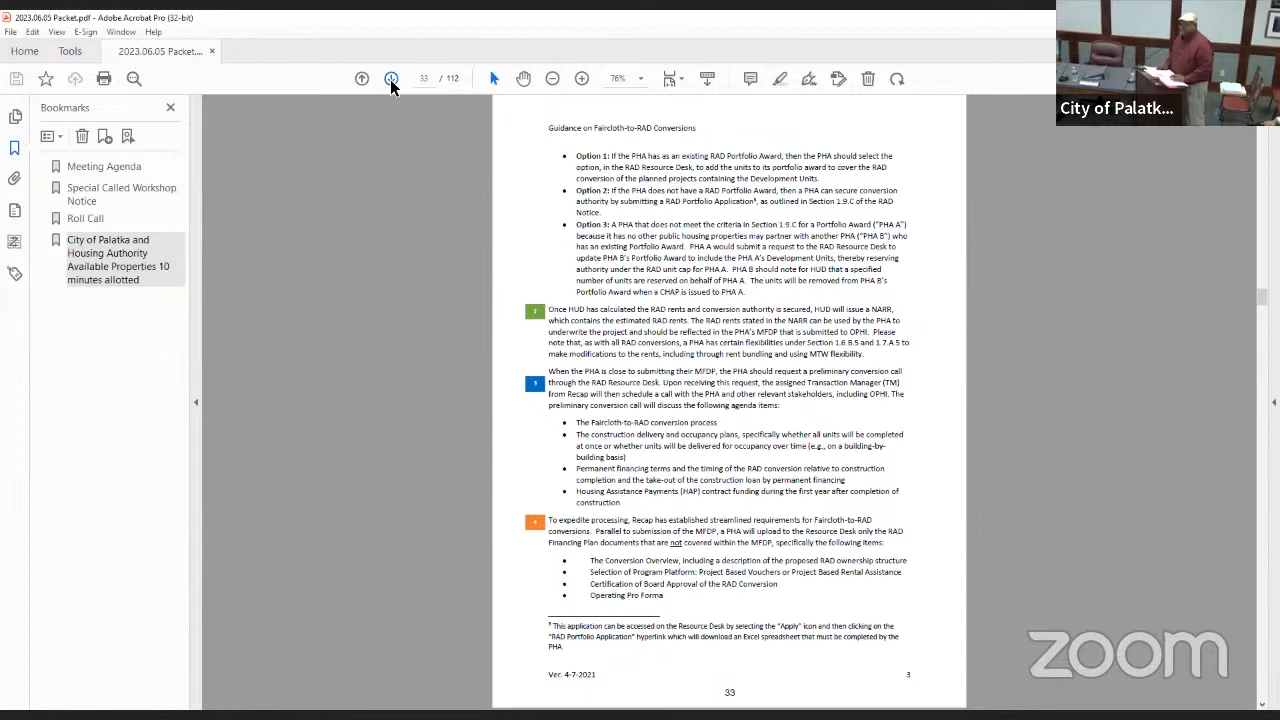 2023.06.05 Packet.pdf - Adobe Acrobat Pro (32-bit)
File Edit View E-Sign Window Help
Home Tools 2023.06.05 Packet.... ×
33 / 112 76%
City of Palatk...
Bookmarks
Meeting Agenda
Special Called Workshop
Notice
Roll Call
City of Palatka and
Housing Authority
Available Properties 10
minutes allotted
Guidance on Faircloth-to-RAD Conversions
• Option 1: If the PHA has as an existing RAD Portfolio Award, then the PHA should select the
option, in the RAD Resource Desk, to add the units to its portfolio award to cover the RAD
conversion of the planned projects containing the Development Units.
• Option 2: If the PHA does not have a RAD Portfolio Award, then a PHA can secure conversion
authority by submitting a RAD Portfolio Application⁹, as outlined in Section 1.9.C of the RAD
Notice.
• Option 3: A PHA that does not meet the criteria in Section 1.9.C for a Portfolio Award ("PHA A")
because it has no other public housing properties may partner with another PHA ("PHA B") who
has an existing Portfolio Award. PHA A would submit a request to the RAD Resource Desk to
update PHA B's Portfolio Award to include the PHA A's Development Units, thereby reserving
authority under the RAD unit cap for PHA A. PHA B should note for HUD that a specified
number of units are reserved on behalf of PHA A. The units will be removed from PHA B's
Portfolio Award when a CHAP is issued to PHA A.
2 Once HUD has calculated the RAD rents and conversion authority is secured, HUD will issue a NARR,
which contains the estimated RAD rents. The RAD rents stated in the NARR can be used by the PHA to
underwrite the project and should be reflected in the PHA's MFDP that is submitted to OPHI. Please
note that, as with all RAD conversions, a PHA has certain flexibilities under Section 1.6.B.5 and 1.7.A.5 to
make modifications to the rents, including through rent bundling and using MTW flexibility.
When the PHA is close to submitting their MFDP, the PHA should request a preliminary conversion call
3 through the RAD Resource Desk. Upon receiving this request, the assigned Transaction Manager (TM)
from Recap will then schedule a call with the PHA and other relevant stakeholders, including OPHI. The
preliminary conversion call will discuss the following agenda items:
• The Faircloth-to-RAD conversion process
• The construction delivery and occupancy plans, specifically whether all units will be completed
at once or whether units will be delivered for occupancy over time (e.g., on a building-by-
building basis)
• Permanent financing terms and the timing of the RAD conversion relative to construction
completion and the take-out of the construction loan by permanent financing
• Housing Assistance Payments (HAP) contract funding during the first year after completion of
construction
4 To expedite processing, Recap has established streamlined requirements for Faircloth-to-RAD
conversions. Parallel to submission of the MFDP, a PHA will upload to the Resource Desk only the RAD
Financing Plan documents that are not covered within the MFDP, specifically the following items:
• The Conversion Overview, including a description of the proposed RAD ownership structure
• Selection of Program Platform: Project Based Vouchers or Project Based Rental Assistance
• Certification of Board Approval of the RAD Conversion
• Operating Pro Forma
⁹ This application can be accessed on the Resource Desk by selecting the "Apply" icon and then clicking on the
"RAD Portfolio Application" hyperlink which will download an Excel spreadsheet that must be completed by the
PHA.
Ver. 4-7-2021 3
33
zoom